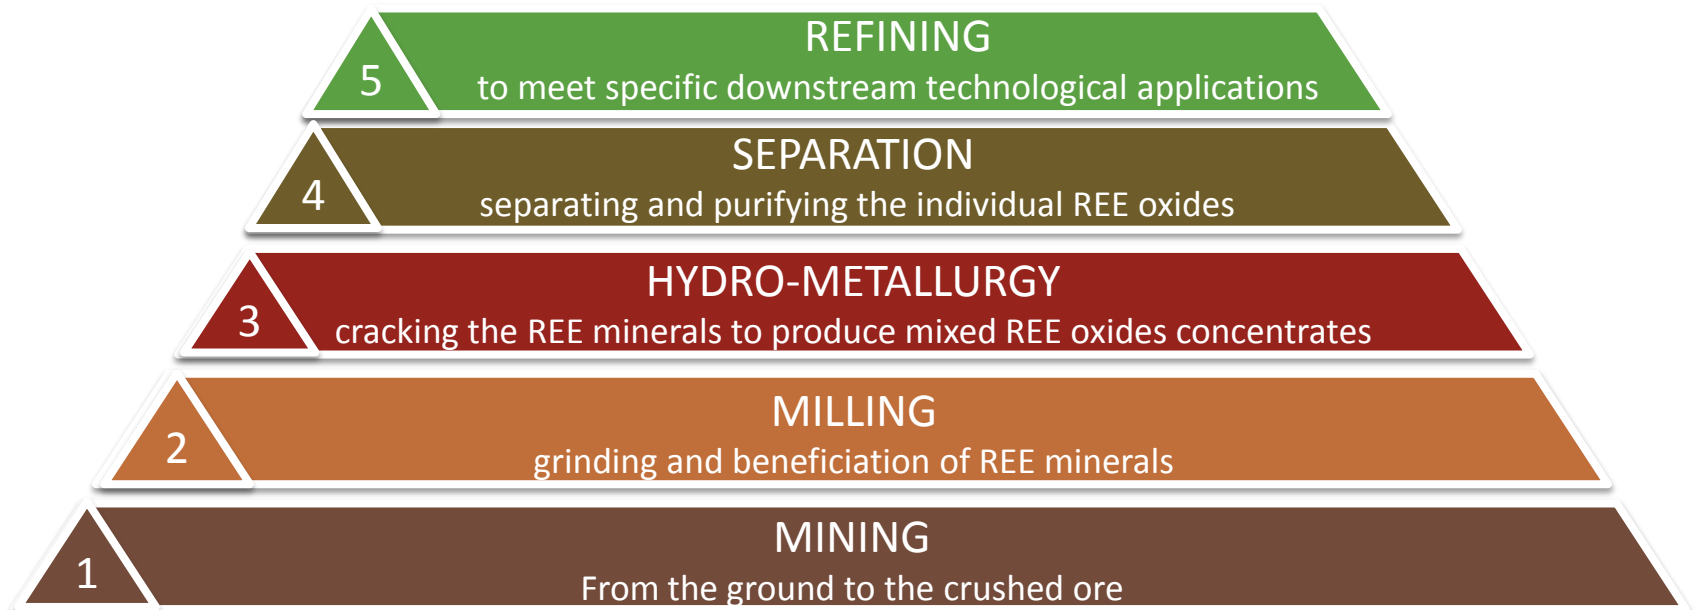 5
REFINING
to meet specific downstream technological applications
4
SEPARATION
separating and purifying the individual REE oxides
3
HYDRO-METALLURGY
cracking the REE minerals to produce mixed REE oxides concentrates
2
MILLING
grinding and beneficiation of REE minerals
1
MINING
From the ground to the crushed ore